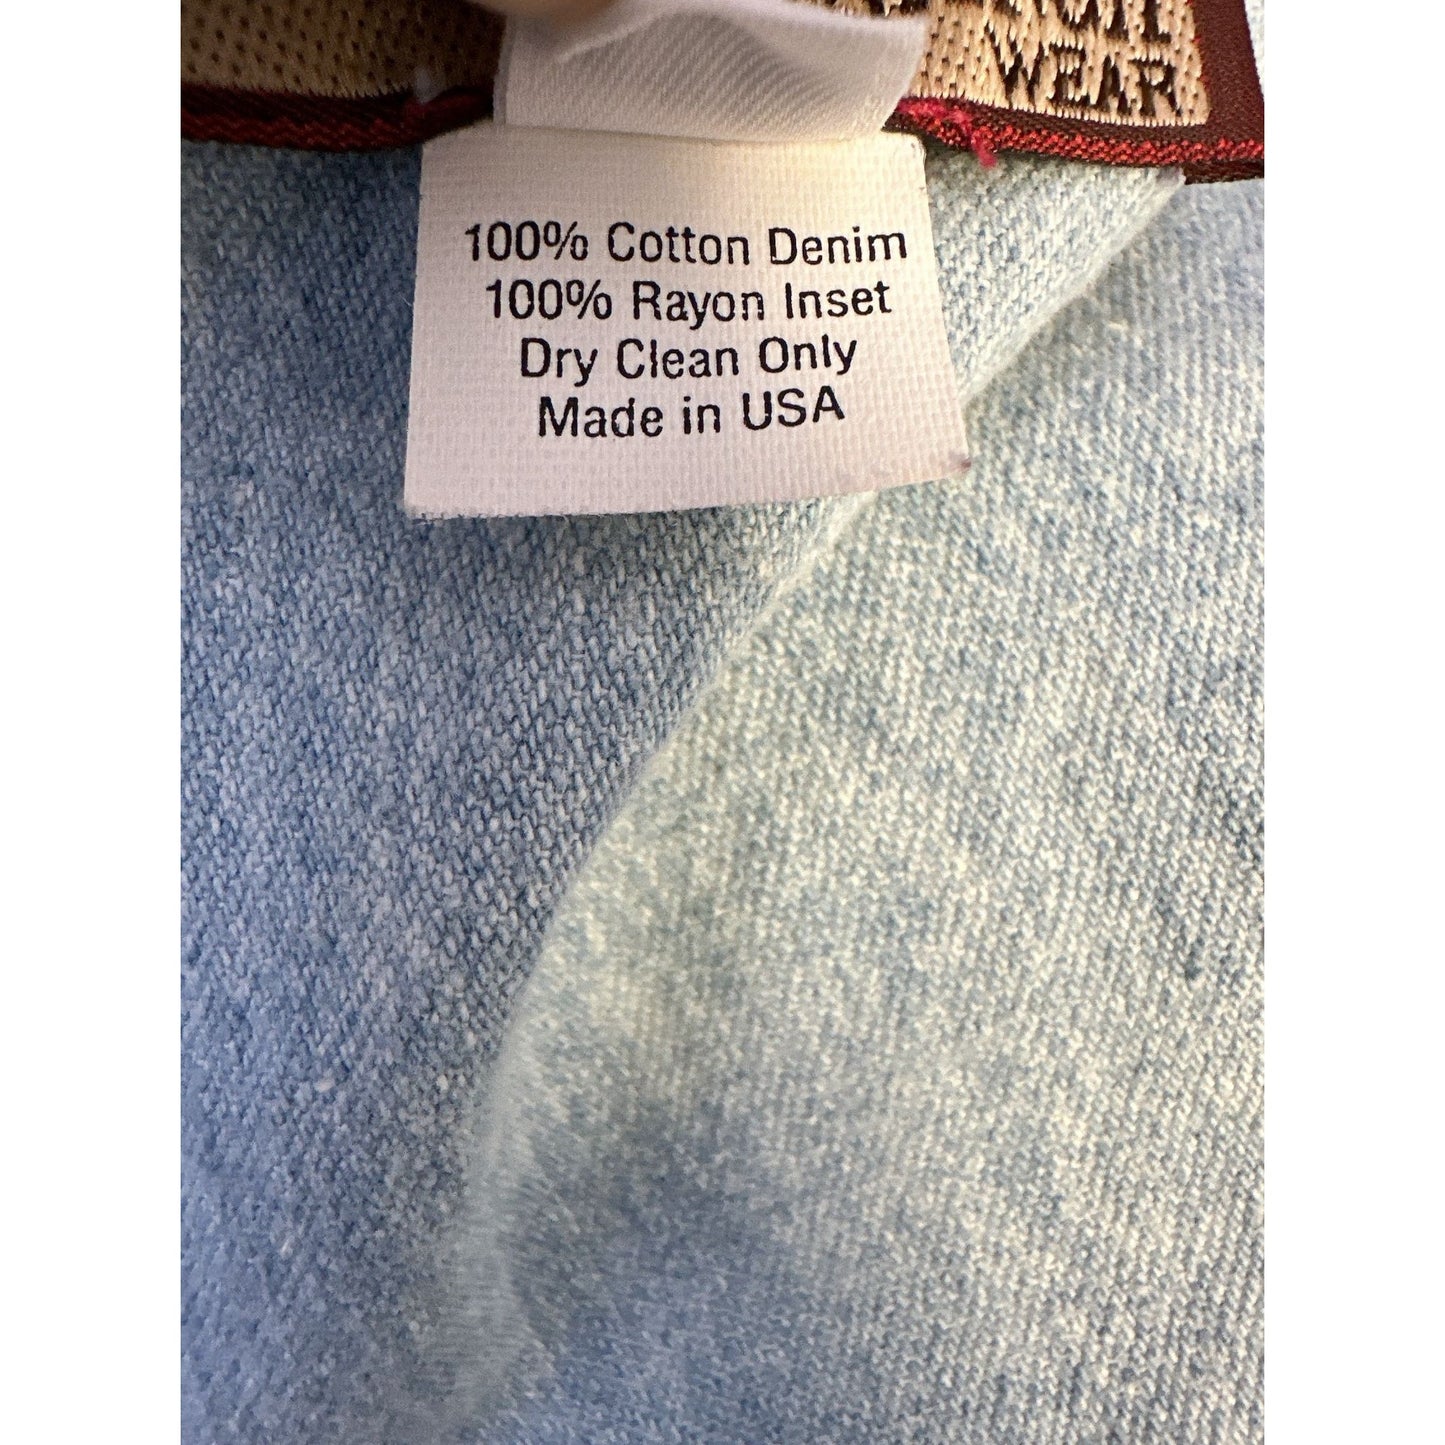 WEAR
100% Cotton Denim
100% Rayon Inset
Dry Clean Only
Made in USA